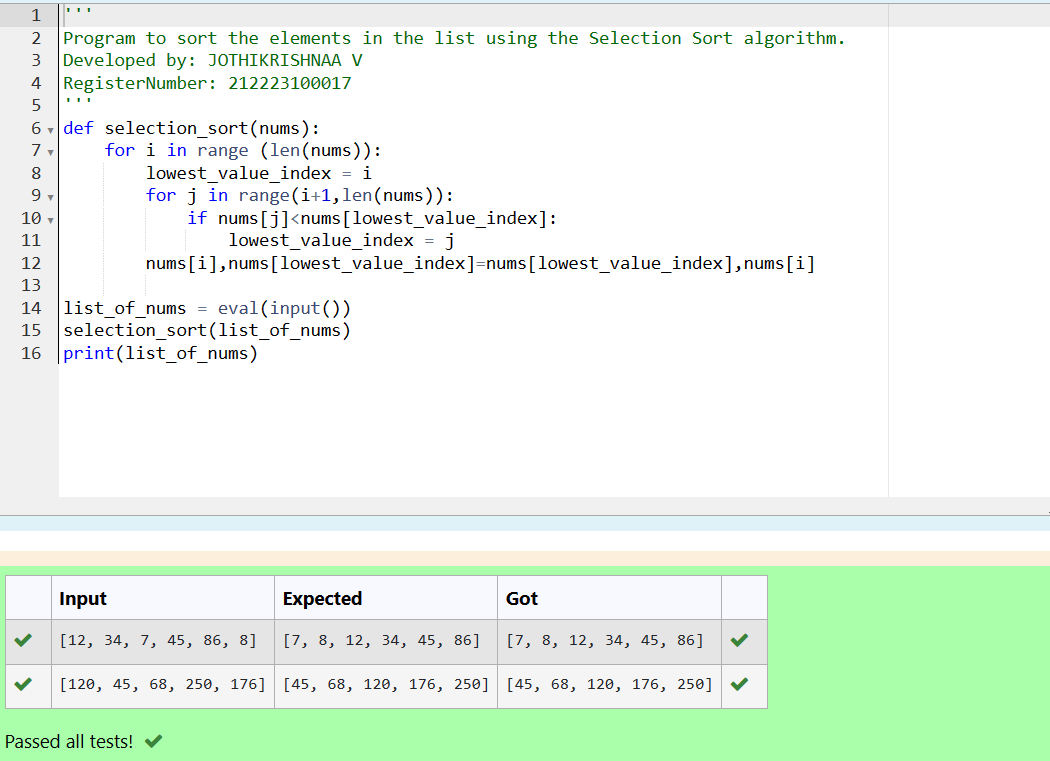 1 '''
2 Program to sort the elements in the list using the Selection Sort algorithm.
3 Developed by: JOTHIKRISHNAA V
4 RegisterNumber: 212223100017
5 '''
6 def selection_sort(nums):
7     for i in range (len(nums)):
8         lowest_value_index = i
9         for j in range(i+1,len(nums)):
10             if nums[j]<nums[lowest_value_index]:
11                 lowest_value_index = j
12         nums[i],nums[lowest_value_index]=nums[lowest_value_index],nums[i]
13
14 list_of_nums = eval(input())
15 selection_sort(list_of_nums)
16 print(list_of_nums)
Input Expected Got
[12, 34, 7, 45, 86, 8] [7, 8, 12, 34, 45, 86] [7, 8, 12, 34, 45, 86]
[120, 45, 68, 250, 176] [45, 68, 120, 176, 250] [45, 68, 120, 176, 250]
Passed all tests!